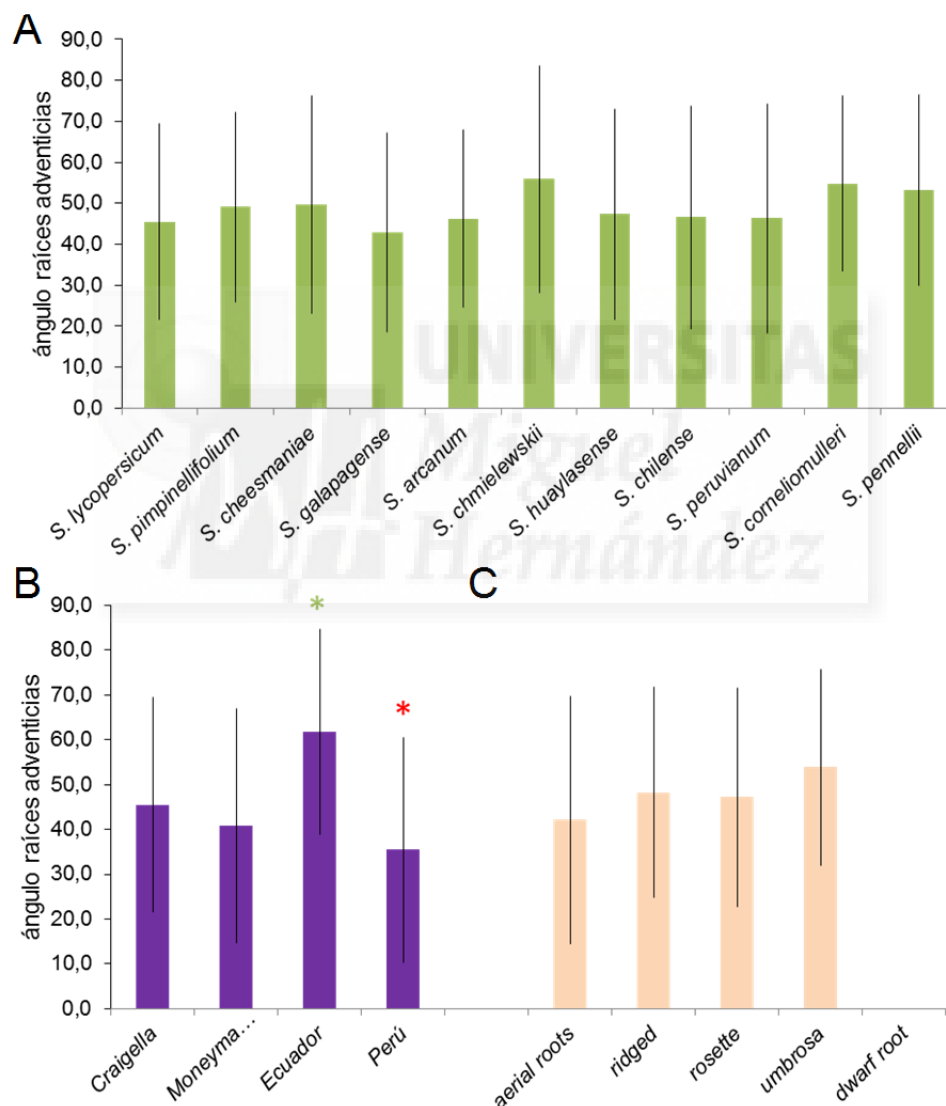 A
90,0
80,0
70,0
60,0
50,0
40,0
30,0
20,0
10,0
0,0
ángulo raíces adventicias
S. lycopersicum
S. pimpinellifolium
S. cheesmaniae
S. galapagense
S. arcanum
S. chmielewskii
S. huaylasense
S. chilense
S. peruvianum
S. corneliomulleri
S. pennellii
UNIVERSITAS
Miguel
Hernández
B
C
90,0
80,0
70,0
60,0
50,0
40,0
30,0
20,0
10,0
0,0
ángulo raíces adventicias
*
*
Craigella
Moneyma...
Ecuador
Perú
aerial roots
ridged
rosette
umbrosa
dwarf root